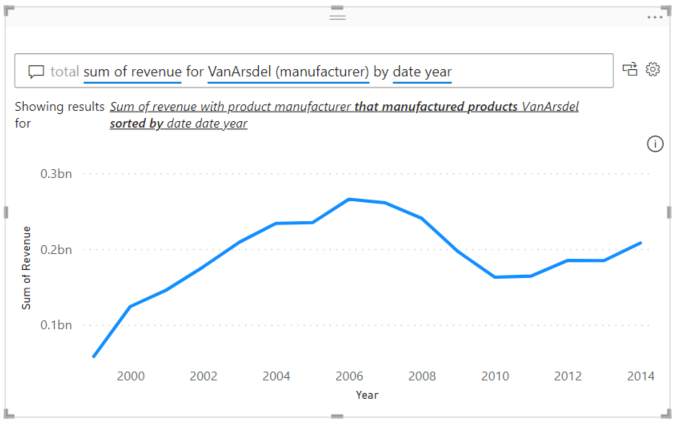 total sum of revenue for VanArsdel (manufacturer) by date year
Showing results for
Sum of revenue with product manufacturer that manufactured products VanArsdel
sorted by date date year
0.3bn
0.2bn
0.1bn
Sum of Revenue
2000 2002 2004 2006 2008 2010 2012 2014
Year